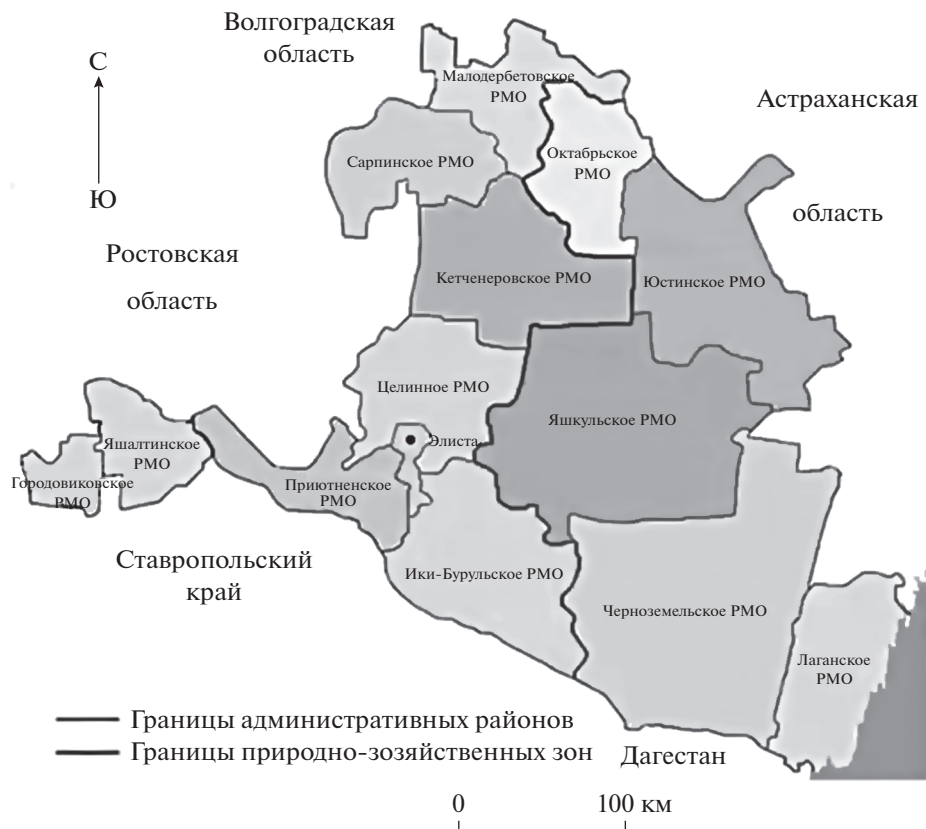 Волгоградская
область
С
Малодербетовское
РМО
Астраханская
Октабрьское
РМО
Сарпинское РМО
Ю
область
Ростовская
область
Кетченеровское РМО
Юстинское РМО
Целинное РМО
Яшкульское РМО
Элиста
Яшалтинское
РМО
Городовиковское
РМО
Приютненское
РМО
Ставропольский
край
Ики-Бурульское РМО
Черноземельское РМО
Лаганское
РМО
Границы административных районов
Границы природно-зозяйственных зон
Дагестан
0 100 км